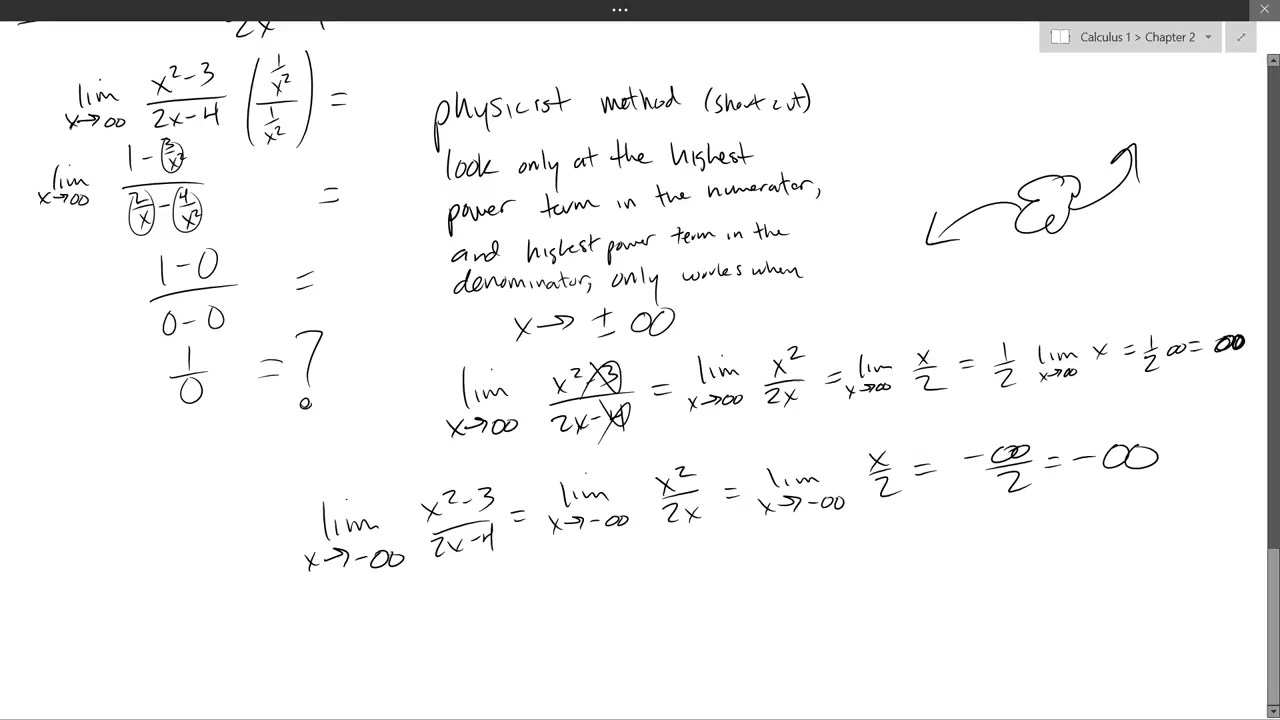 Calculus 1 > Chapter 2
lim x→∞ (x² - 3)/(2x - 4) ((1/x²)/(1/x²)) =
lim x→∞ (1 - 3/x²)/(2/x - 4/x²) =
(1 - 0)/(0 - 0) =
1/0 = ?
physicist method (shortcut)
look only at the highest
power term in the numerator,
and highest power term in the
denominator, only works when
x → ± ∞
lim x→∞ (x² - 3)/(2x - 4) = lim x→∞ x²/2x = lim x→∞ x/2 = 1/2 lim x→∞ x = 1/2 ∞ = ∞
lim x→-∞ (x² - 3)/(2x - 4) = lim x→-∞ x²/2x = lim x→-∞ x/2 = -∞/2 = -∞